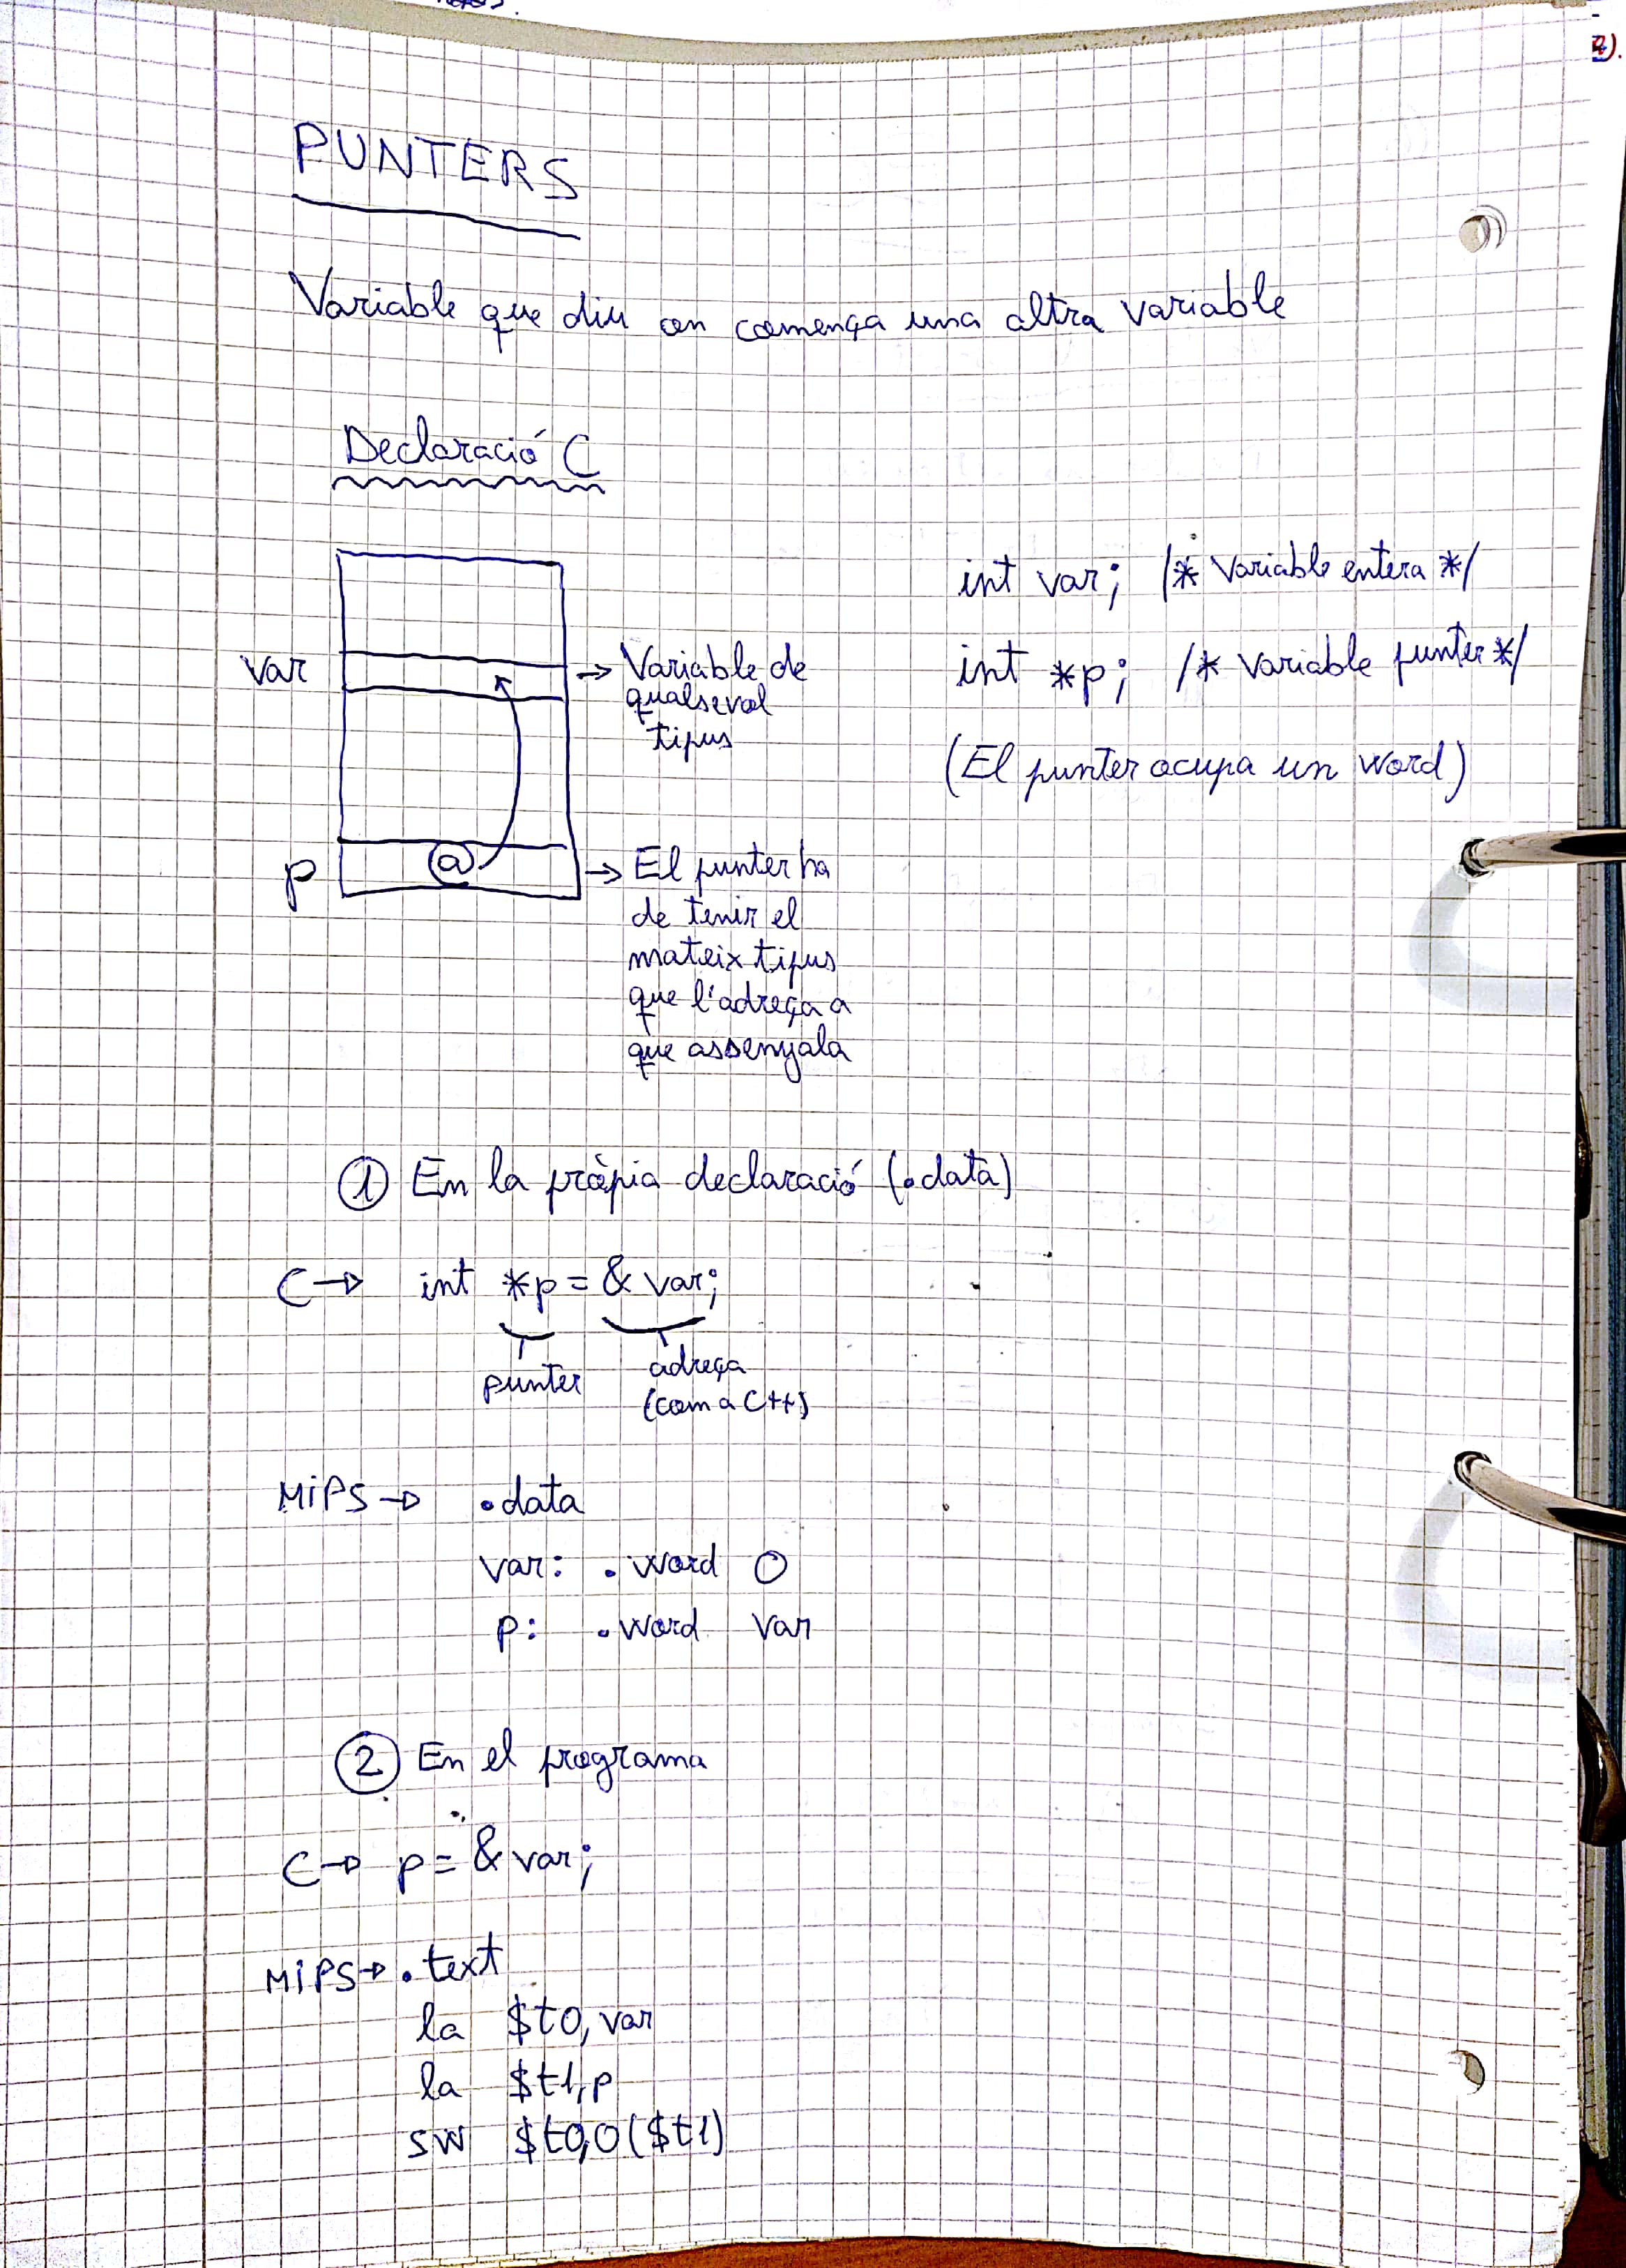 PUNTERS
Variable que diu on comença una altra variable
Declaració C
int var; /* Variable entera */
var
→ Variable de
qualsevol
tipus
int *p; /* Variable punter */
(El punter ocupa un word)
p
@
→ El punter ha
de tenir el
mateix tipus
que l'adreça a
que assenyala
① En la pròpia declaració (.data)
C → int *p = & var;
punter
adreça
(com a C++)
MIPS → .data
var: .word 0
p: .word var
② En el programa
C → p = & var;
MIPS → .text
la $t0, var
la $t1, p
sw $t0, 0($t1)